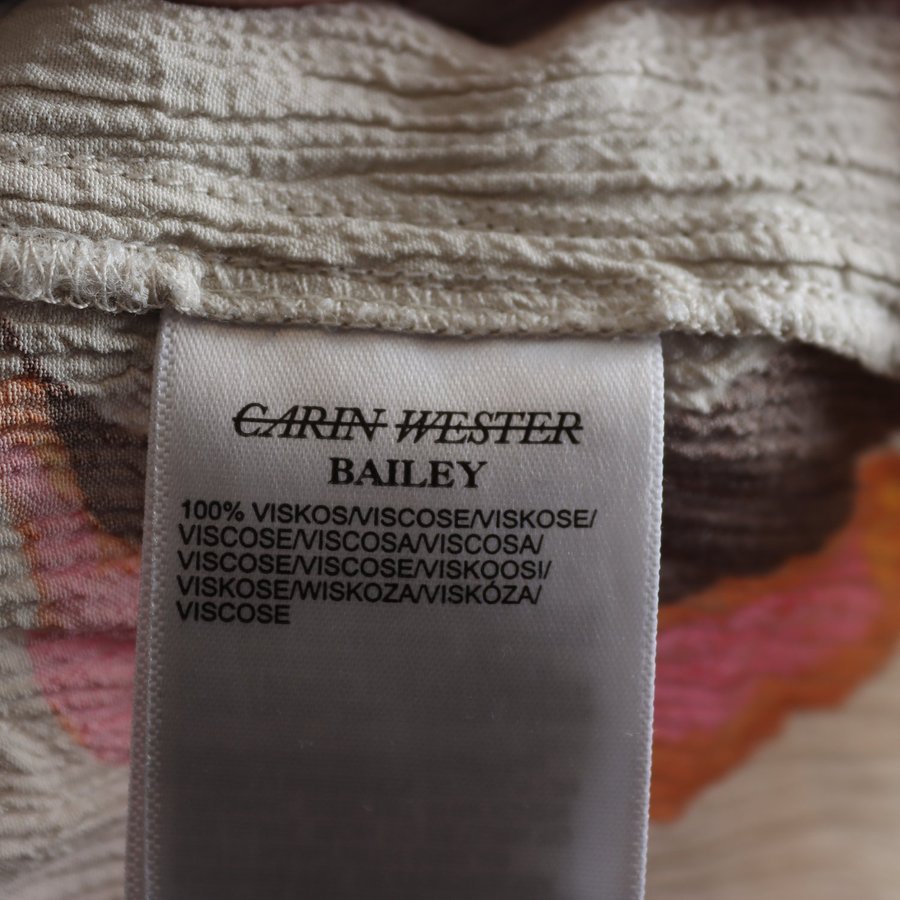 CARIN WESTER
BAILEY
100% VISKOS/VISCOSE/VISKOSE/
VISCOSE/VISCOSA/VISCOSA/
VISCOSE/VISCOSE/VISKOOSI/
VISKOSE/WISKOZA/VISKÓZA/
VISCOSE